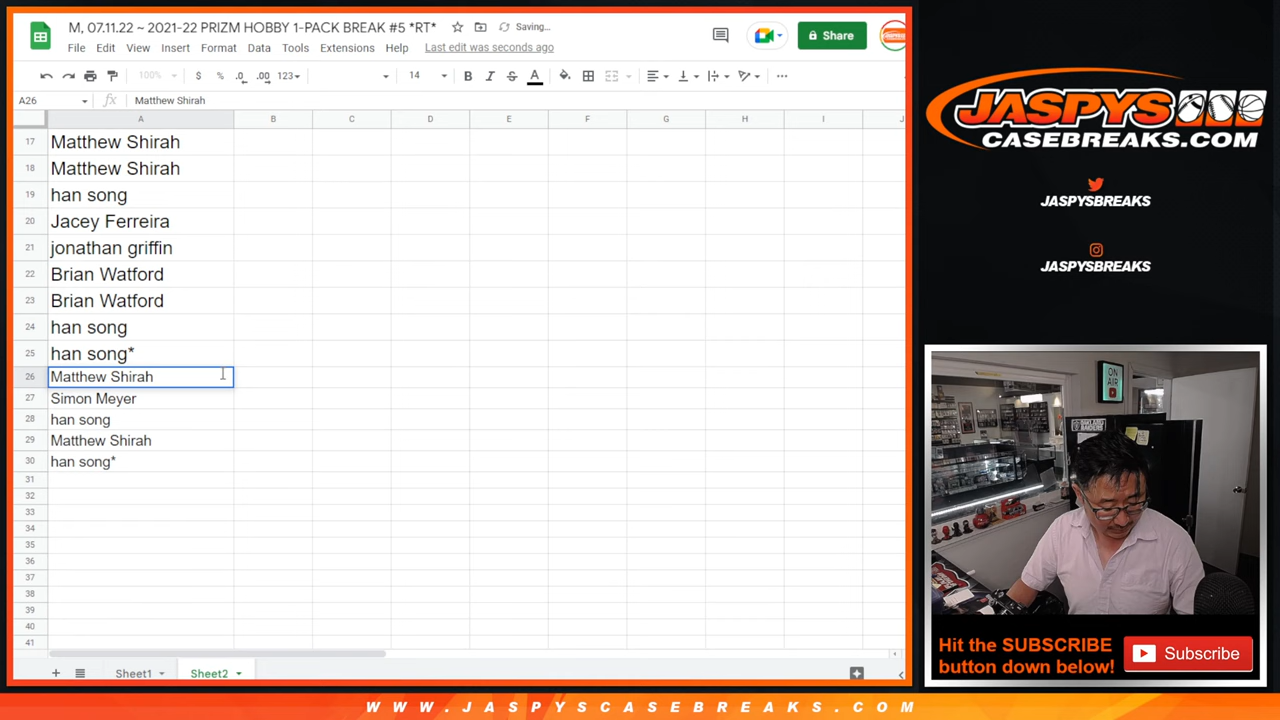 M, 07.11.22 ~ 2021-22 PRIZM HOBBY 1-PACK BREAK #5 *RT* Saving...
File Edit View Insert Format Data Tools Extensions Help Last edit was seconds ago
Share
100% $ % .0 .00 123 14 B I S A
A26 fx Matthew Shirah
A B C D E F G H I J
17 Matthew Shirah
18 Matthew Shirah
19 han song
20 Jacey Ferreira
21 jonathan griffin
22 Brian Watford
23 Brian Watford
24 han song
25 han song*
26 Matthew Shirah
27 Simon Meyer
28 han song
29 Matthew Shirah
30 han song*
31
32
33
34
35
36
37
38
39
40
41
+ Sheet1 Sheet2
JASPYS
CASEBREAKS.COM
JASPYSBREAKS
JASPYSBREAKS
ON
AIR
Hit the SUBSCRIBE
button down below!
Subscribe
WWW.JASPYSCASEBREAKS.COM